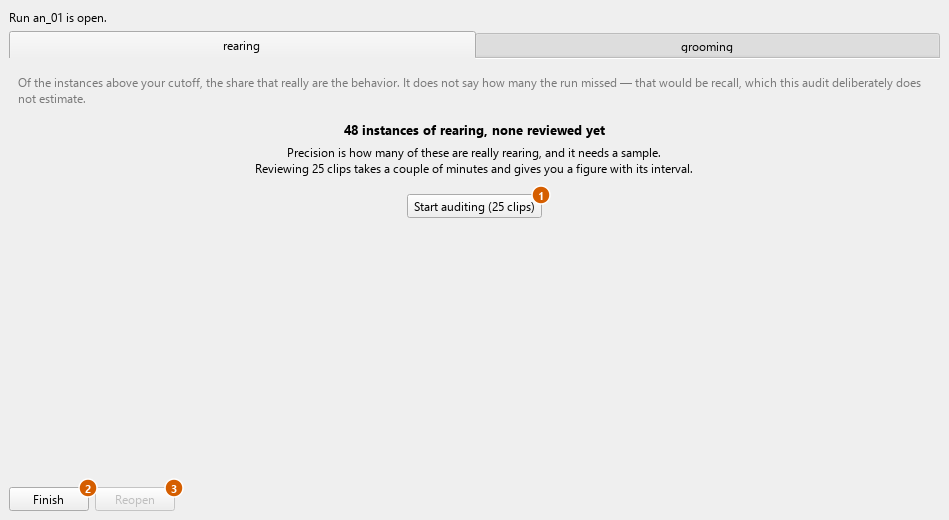 Run an_01 is open.
rearing
grooming
Of the instances above your cutoff, the share that really are the behavior. It does not say how many the run missed — that would be recall, which this audit deliberately does
not estimate.
48 instances of rearing, none reviewed yet
Precision is how many of these are really rearing, and it needs a sample.
Reviewing 25 clips takes a couple of minutes and gives you a figure with its interval.
Start auditing (25 clips)
1
Finish
2
Reopen
3